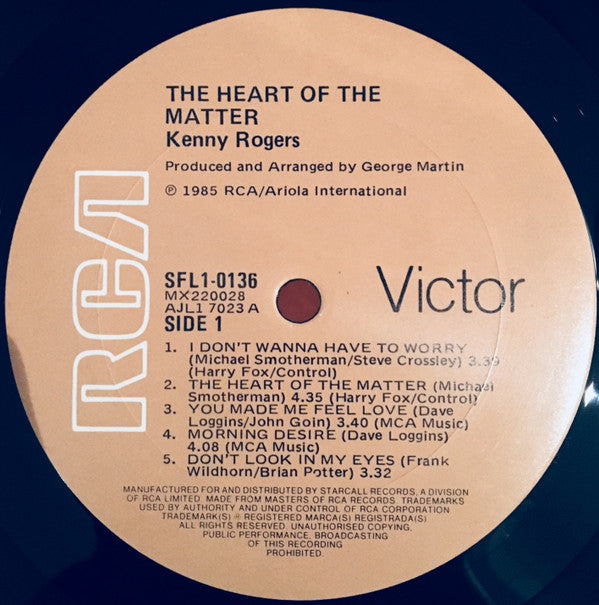 THE HEART OF THE
MATTER
Kenny Rogers
Produced and Arranged by George Martin
℗ 1985 RCA/Ariola International
RCA
SFL1-0136
MX220028
AJL1 7023 A
SIDE 1
Victor
1. I DON'T WANNA HAVE TO WORRY
(Michael Smotherman/Steve Crossley) 3.39
(Harry Fox/Control)
2. THE HEART OF THE MATTER (Michael
Smotherman) 4.35 (Harry Fox/Control)
3. YOU MADE ME FEEL LOVE (Dave
Loggins/John Goin) 3.40 (MCA Music)
4. MORNING DESIRE (Dave Loggins)
4.08 (MCA Music)
5. DON'T LOOK IN MY EYES (Frank
Wildhorn/Brian Potter) 3.32
MANUFACTURED FOR AND DISTRIBUTED BY STARCALL RECORDS, A DIVISION
OF RCA LIMITED. MADE FROM MASTERS OF RCA RECORDS. TRADEMARKS
USED BY AUTHORITY AND UNDER CONTROL OF RCA CORPORATION
TRADEMARK(S) ® REGISTERED MARCA(S) REGISTRADA(S)
ALL RIGHTS RESERVED. UNAUTHORISED COPYING,
PUBLIC PERFORMANCE, BROADCASTING
OF THIS RECORDING
PROHIBITED.